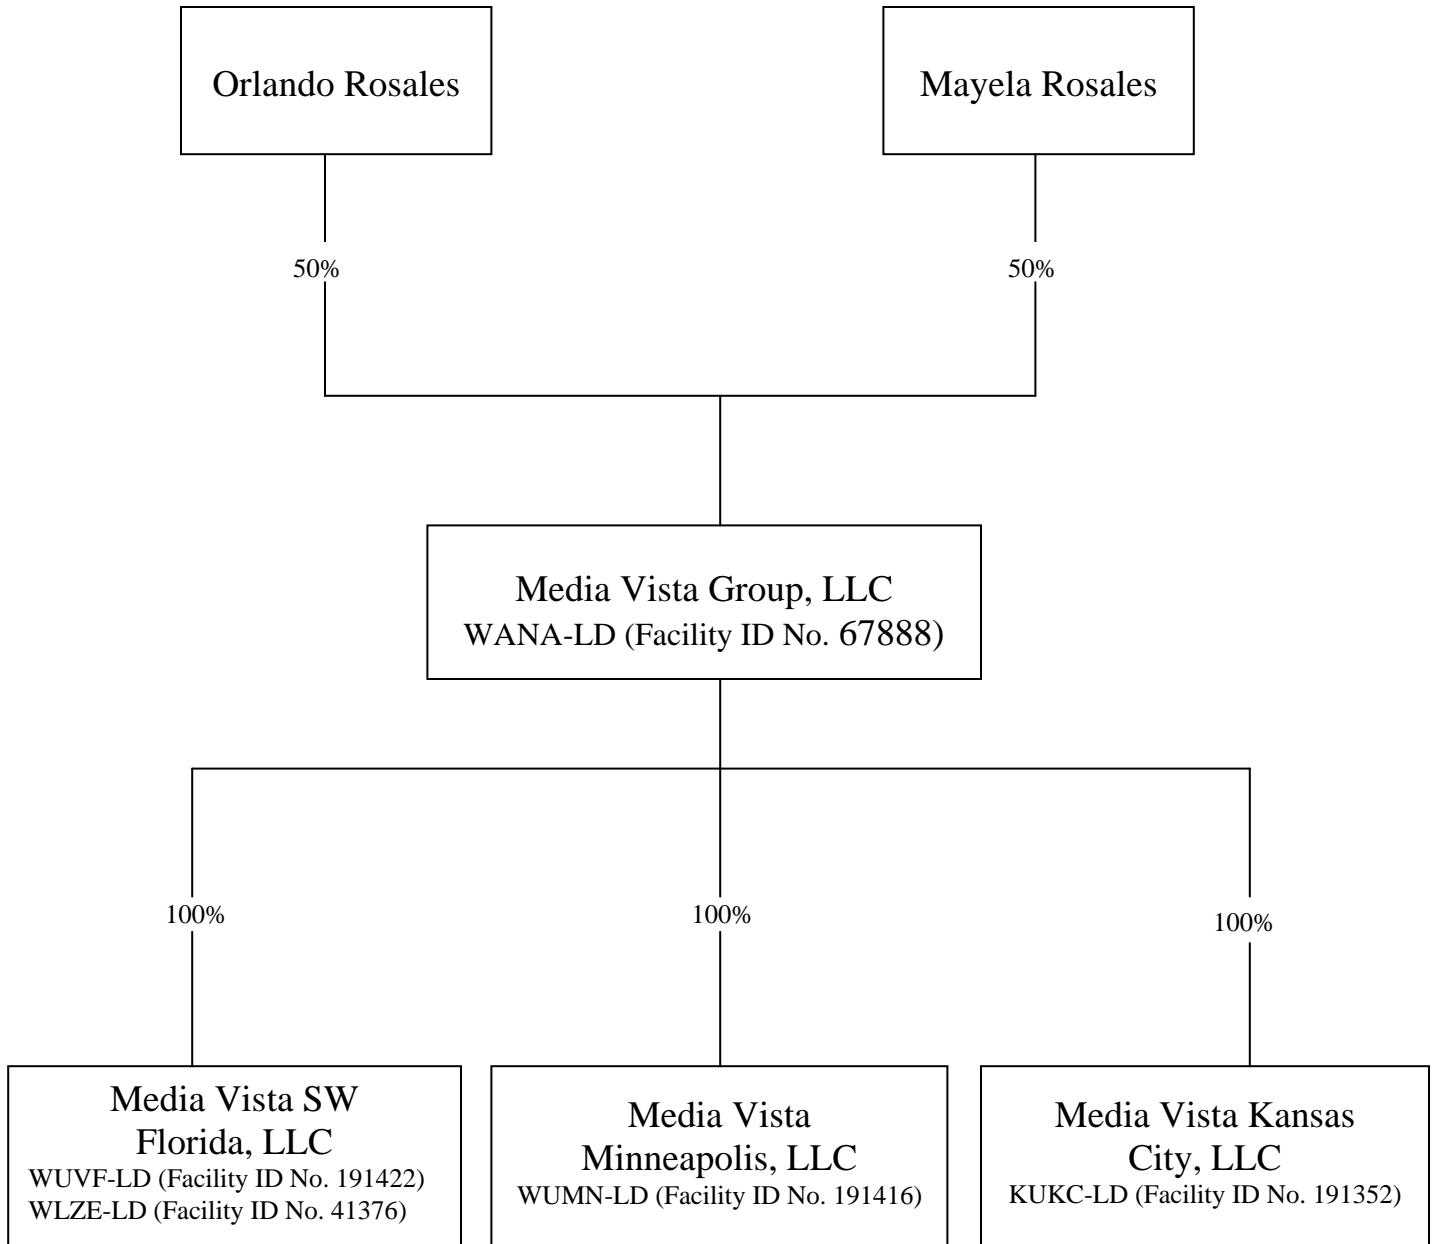 Orlando Rosales
Mayela Rosales
50%
50%
Media Vista Group, LLC
WANA-LD (Facility ID No. 67888)
100%
100%
100%
Media Vista SW
Florida, LLC
WUVF-LD (Facility ID No. 191422)
WLZE-LD (Facility ID No. 41376)
Media Vista
Minneapolis, LLC
WUMN-LD (Facility ID No. 191416)
Media Vista Kansas
City, LLC
KUKC-LD (Facility ID No. 191352)